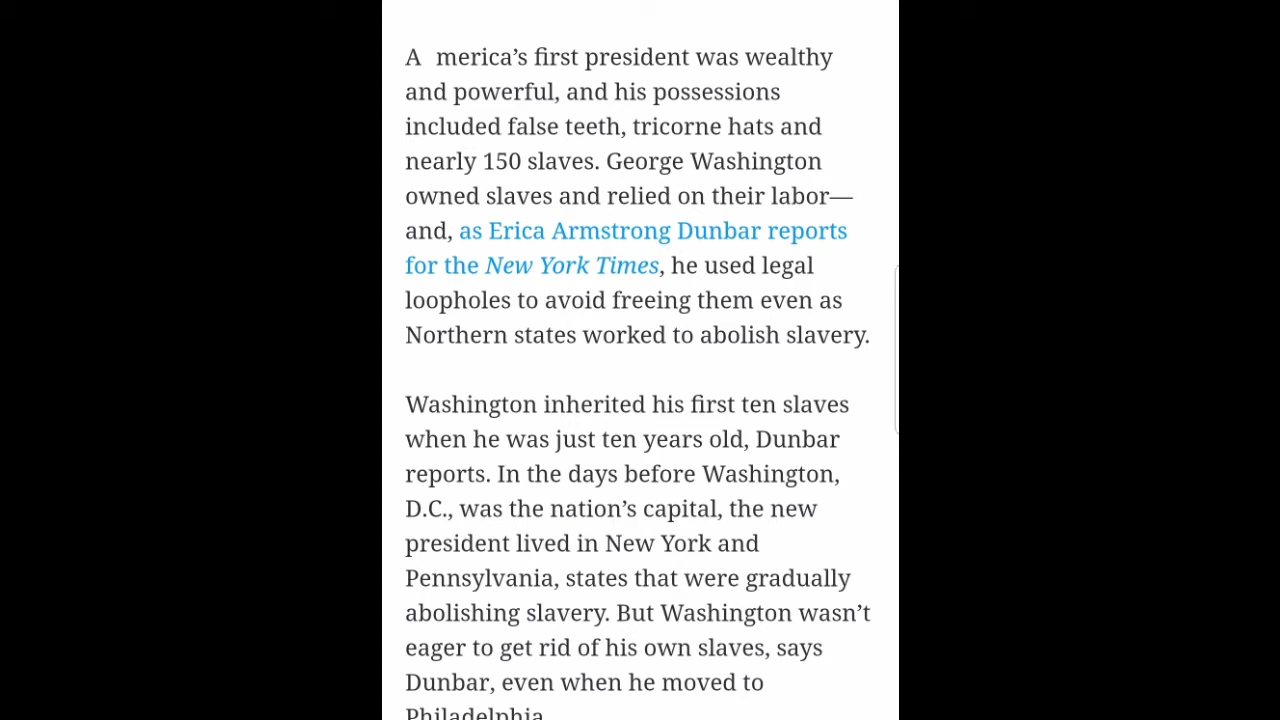 A merica’s first president was wealthy
and powerful, and his possessions
included false teeth, tricorne hats and
nearly 150 slaves. George Washington
owned slaves and relied on their labor—
and, as Erica Armstrong Dunbar reports
for the New York Times, he used legal
loopholes to avoid freeing them even as
Northern states worked to abolish slavery.
Washington inherited his first ten slaves
when he was just ten years old, Dunbar
reports. In the days before Washington,
D.C., was the nation’s capital, the new
president lived in New York and
Pennsylvania, states that were gradually
abolishing slavery. But Washington wasn’t
eager to get rid of his own slaves, says
Dunbar, even when he moved to
Philadelphia.